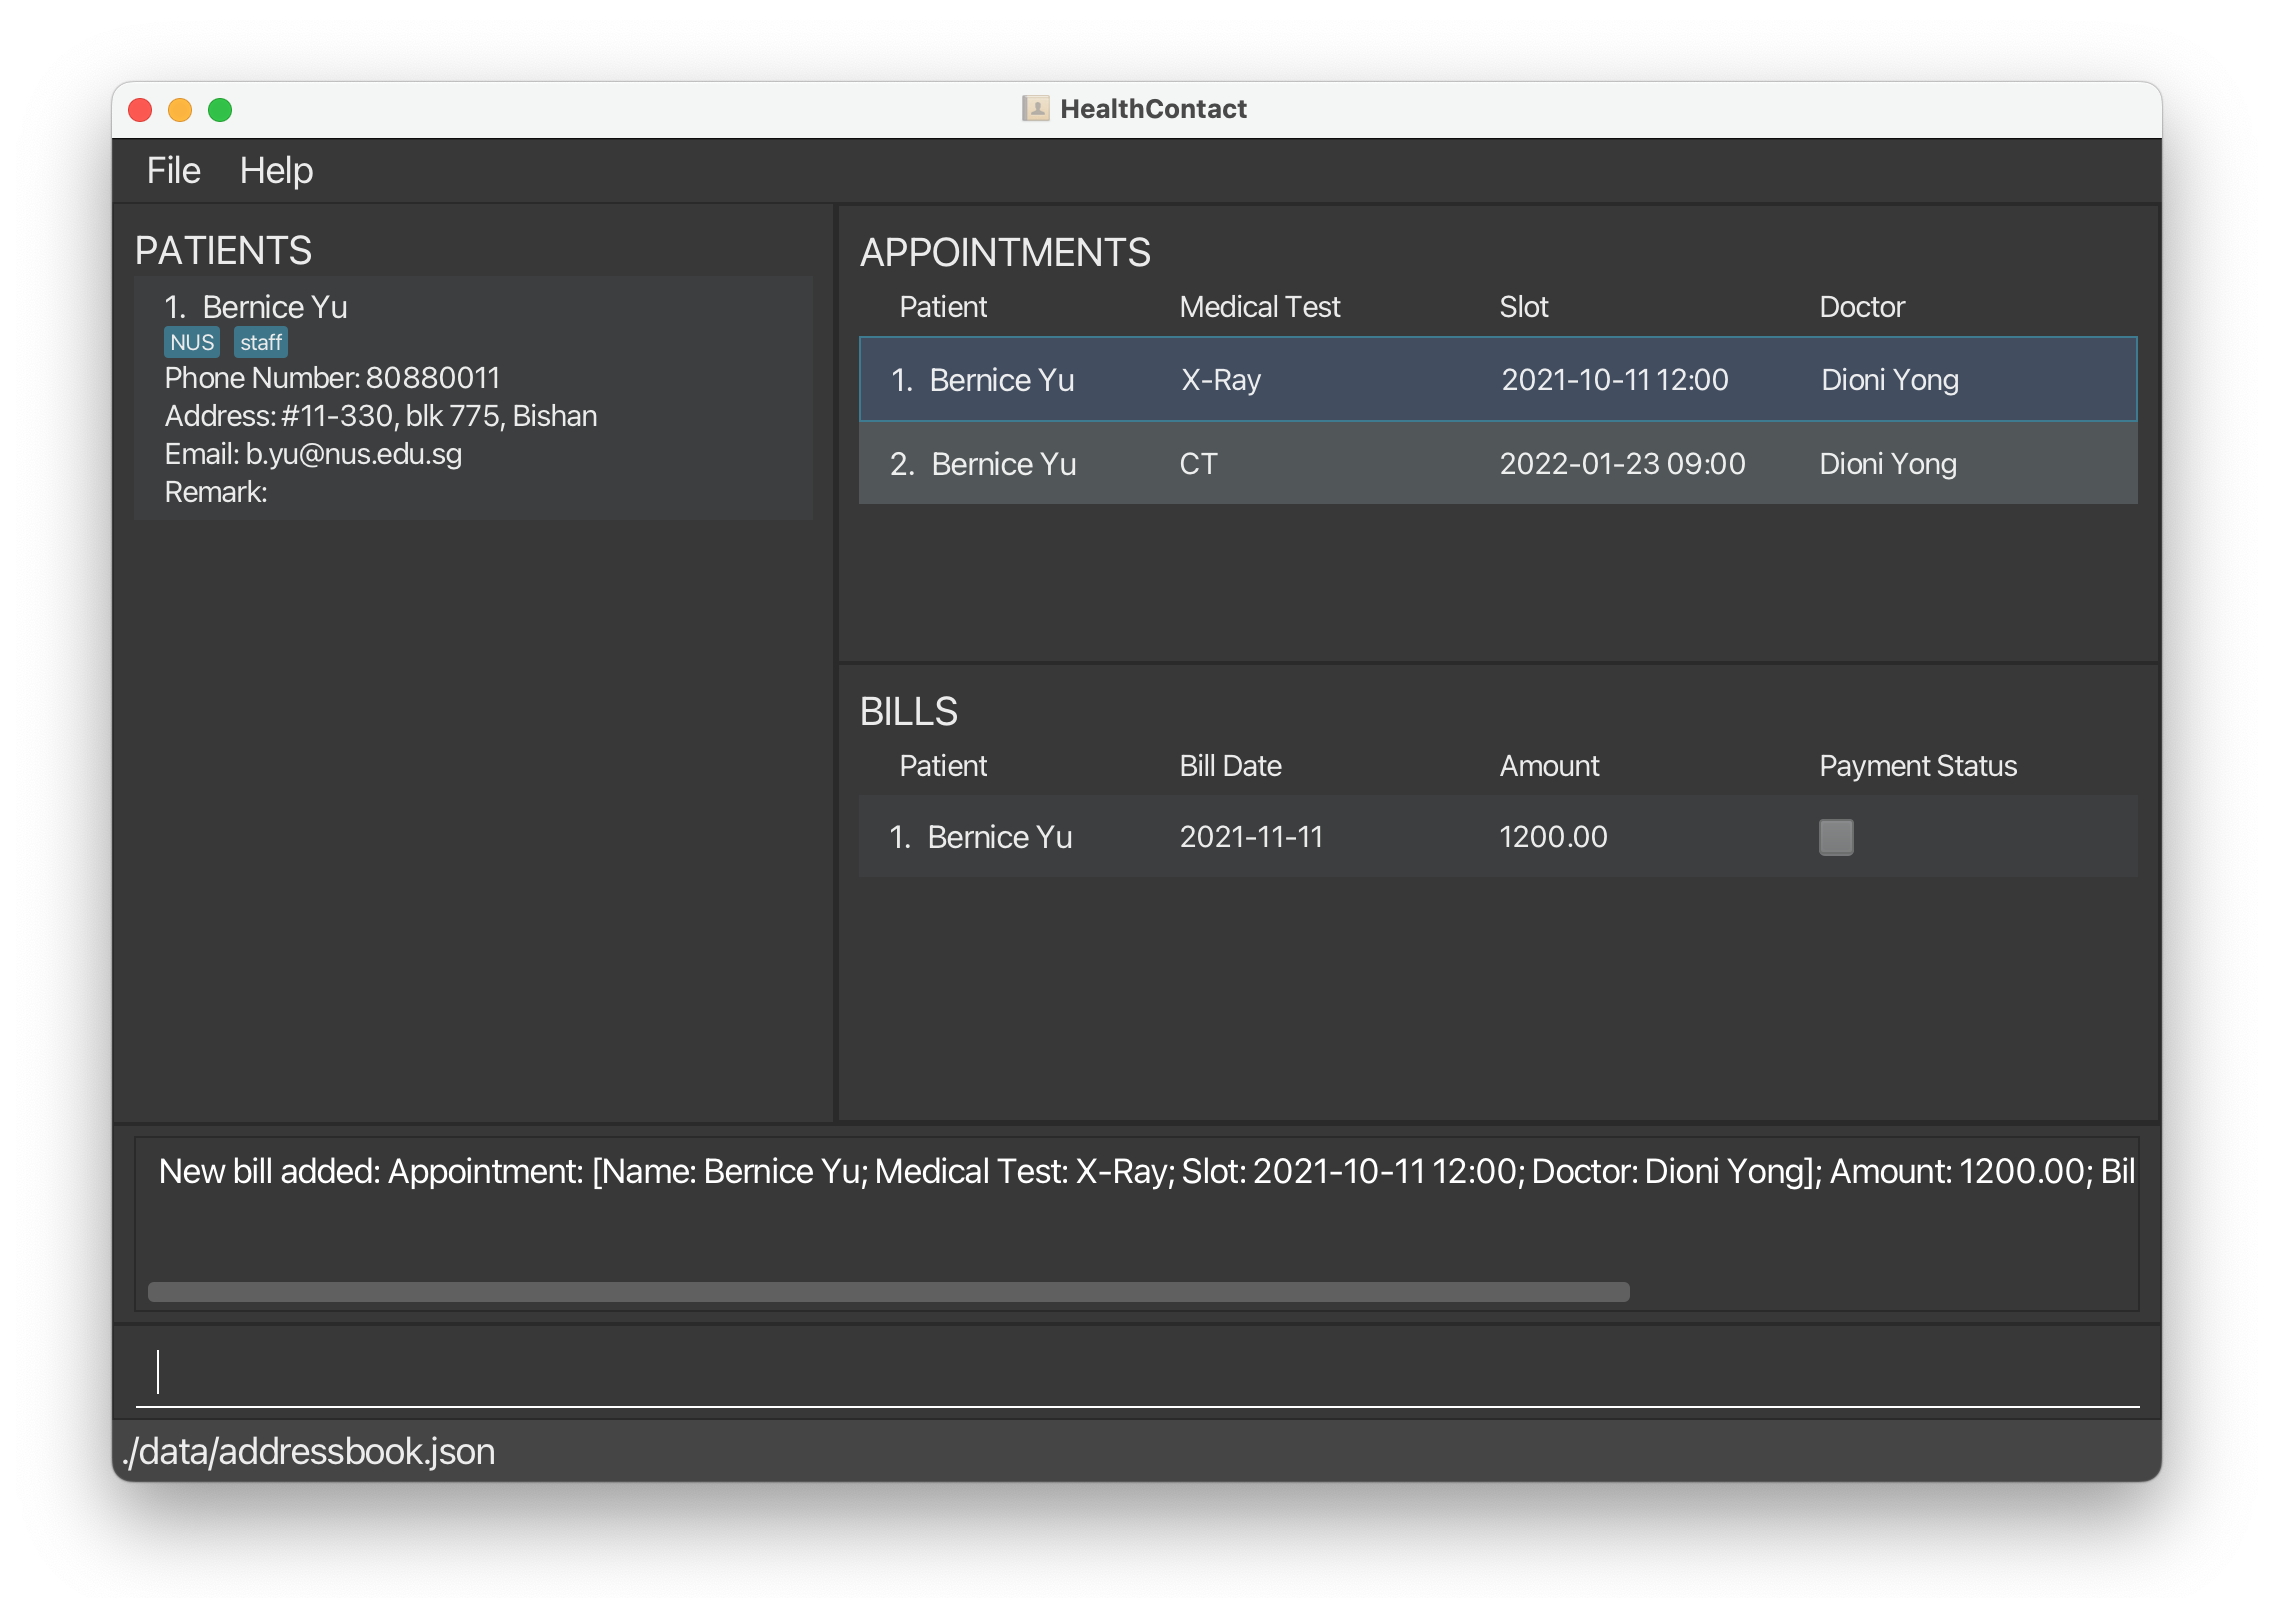 HealthContact
File Help
PATIENTS
1. Bernice Yu
NUS staff
Phone Number: 80880011
Address: #11-330, blk 775, Bishan
Email: b.yu@nus.edu.sg
Remark:
APPOINTMENTS
Patient Medical Test Slot Doctor
1. Bernice Yu X-Ray 2021-10-11 12:00 Dioni Yong
2. Bernice Yu CT 2022-01-23 09:00 Dioni Yong
BILLS
Patient Bill Date Amount Payment Status
1. Bernice Yu 2021-11-11 1200.00
New bill added: Appointment: [Name: Bernice Yu; Medical Test: X-Ray; Slot: 2021-10-11 12:00; Doctor: Dioni Yong]; Amount: 1200.00; Bil
./data/addressbook.json